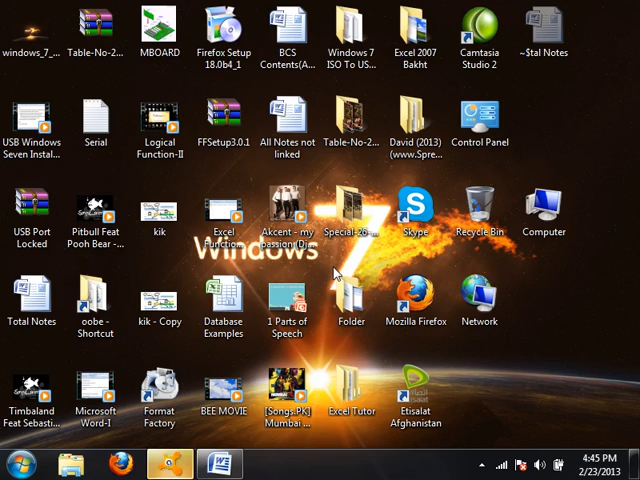 windows_7_...
Table-No-2...
MBOARD
Firefox Setup
18.0b4_1
BCS
Contents(A...
Windows 7
ISO To US...
Excel 2007
Bakht
Camtasia
Studio 2
~$tal Notes
USB Windows
Seven Instal...
Serial
Logical
Function-II
FFSetup3.0.1
All Notes not
linked
Table-No-2...
David (2013)
(www.Spre...
Control Panel
USB Port
Locked
Pitbull Feat
Pooh Bear -...
kik
Excel
Function...
Akcent - my
passion (Dj...
Special-26-...
Skype
Recycle Bin
Computer
Windows 7
Total Notes
oobe -
Shortcut
kik - Copy
Database
Examples
1 Parts of
Speech
Folder
Mozilla Firefox
Network
Timbaland
Feat Sebasti...
Microsoft
Word-I
Format
Factory
BEE MOVIE
[Songs.PK]
Mumbai ...
Excel Tutor
Etisalat
Afghanistan
4:45 PM
2/23/2013